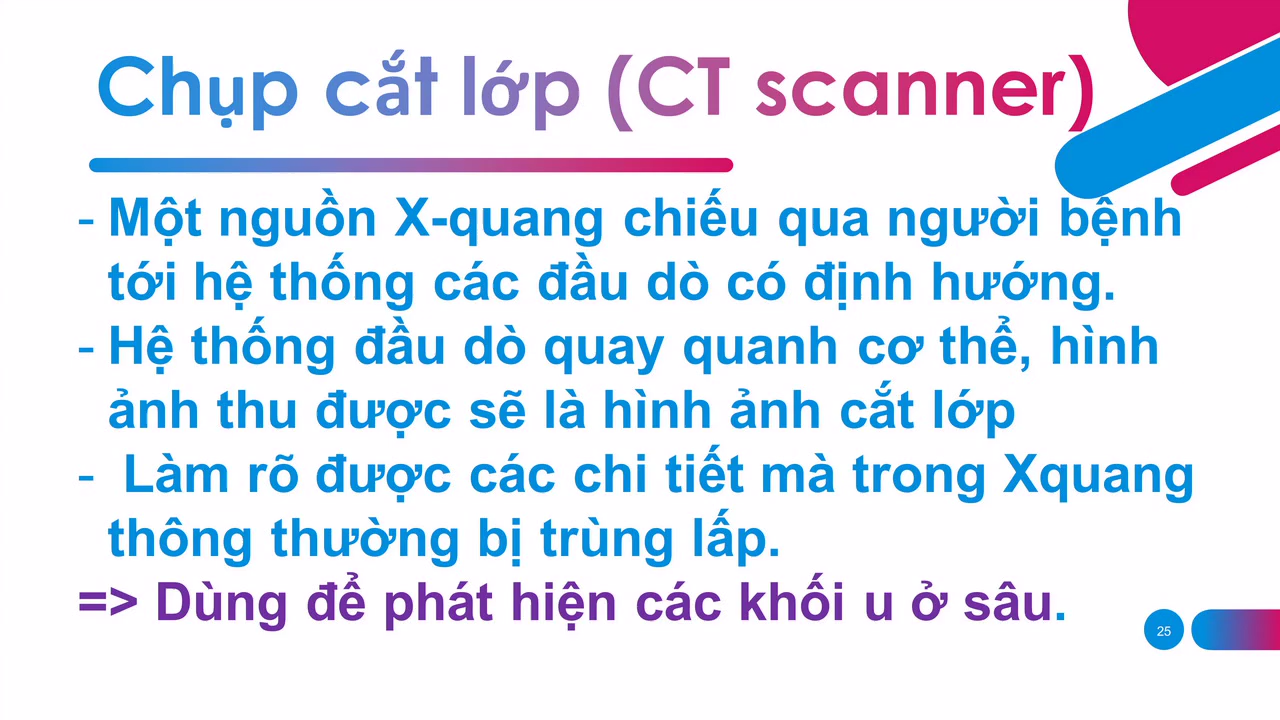 Chụp cắt lớp (CT scanner)
- Một nguồn X-quang chiếu qua người bệnh
tới hệ thống các đầu dò có định hướng.
- Hệ thống đầu dò quay quanh cơ thể, hình
ảnh thu được sẽ là hình ảnh cắt lớp
- Làm rõ được các chi tiết mà trong Xquang
thông thường bị trùng lấp.
=> Dùng để phát hiện các khối u ở sâu.
25